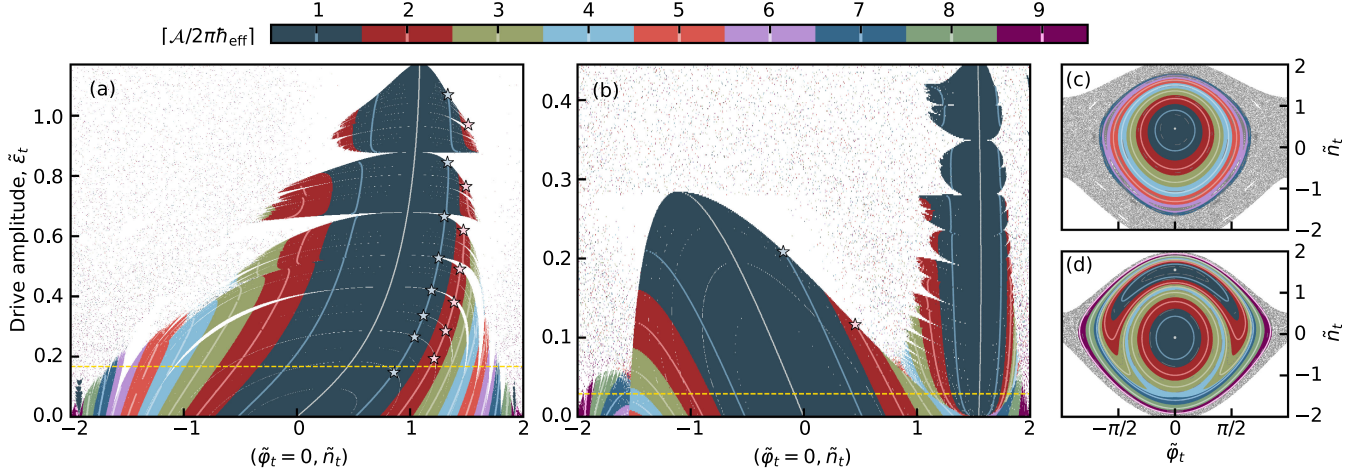 1 2 3 4 5 6 7 8 9
⌈𝒜/2πħ_eff⌉
(a)
Drive amplitude, ε̃_t
1.0
0.8
0.6
0.4
0.2
0.0
−2 −1 0 1 2
(φ̃_t = 0, ñ_t)
(b)
0.4
0.3
0.2
0.1
0.0
−2 −1 0 1 2
(φ̃_t = 0, ñ_t)
(c)
2
1
0
−1
−2
ñ_t
(d)
2
1
0
−1
−2
ñ_t
−π/2 0 π/2
φ̃_t